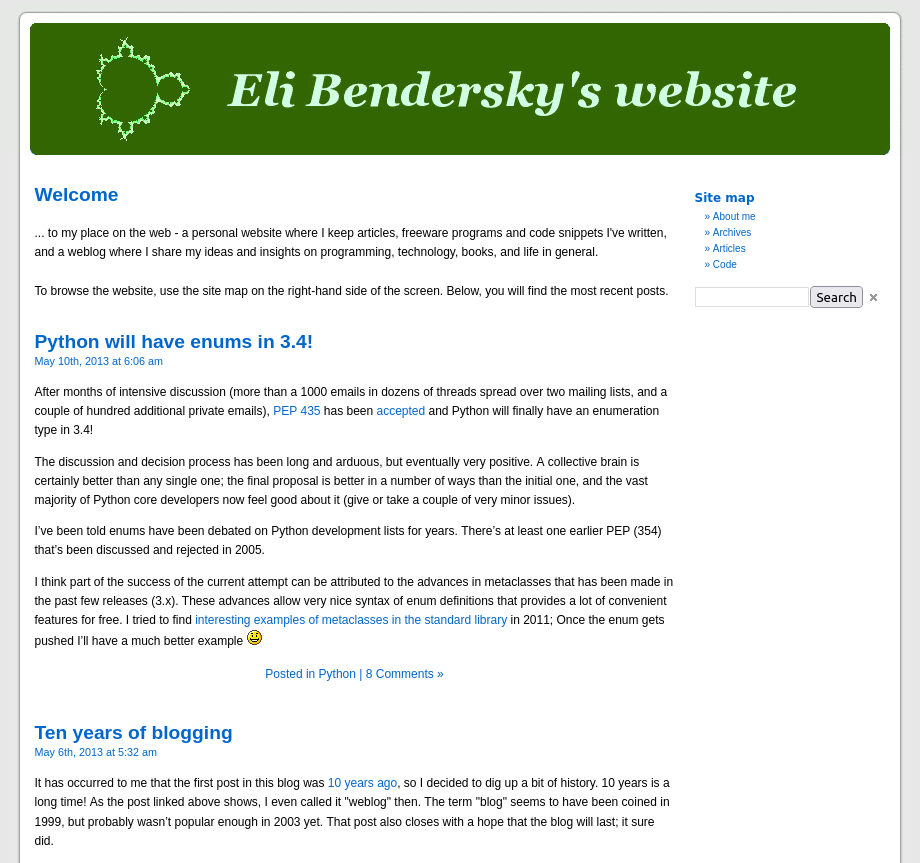 Eli Bendersky's website
Welcome
... to my place on the web - a personal website where I keep articles, freeware programs and code snippets I've written,
and a weblog where I share my ideas and insights on programming, technology, books, and life in general.
To browse the website, use the site map on the right-hand side of the screen. Below, you will find the most recent posts.
Python will have enums in 3.4!
May 10th, 2013 at 6:06 am
After months of intensive discussion (more than a 1000 emails in dozens of threads spread over two mailing lists, and a
couple of hundred additional private emails), PEP 435 has been accepted and Python will finally have an enumeration
type in 3.4!
The discussion and decision process has been long and arduous, but eventually very positive. A collective brain is
certainly better than any single one; the final proposal is better in a number of ways than the initial one, and the vast
majority of Python core developers now feel good about it (give or take a couple of very minor issues).
I’ve been told enums have been debated on Python development lists for years. There’s at least one earlier PEP (354)
that’s been discussed and rejected in 2005.
I think part of the success of the current attempt can be attributed to the advances in metaclasses that has been made in
the past few releases (3.x). These advances allow very nice syntax of enum definitions that provides a lot of convenient
features for free. I tried to find interesting examples of metaclasses in the standard library in 2011; Once the enum gets
pushed I’ll have a much better example
Posted in Python | 8 Comments »
Ten years of blogging
May 6th, 2013 at 5:32 am
It has occurred to me that the first post in this blog was 10 years ago, so I decided to dig up a bit of history. 10 years is a
long time! As the post linked above shows, I even called it "weblog" then. The term "blog" seems to have been coined in
1999, but probably wasn’t popular enough in 2003 yet. That post also closes with a hope that the blog will last; it sure
did.
Site map
» About me
» Archives
» Articles
» Code
Search